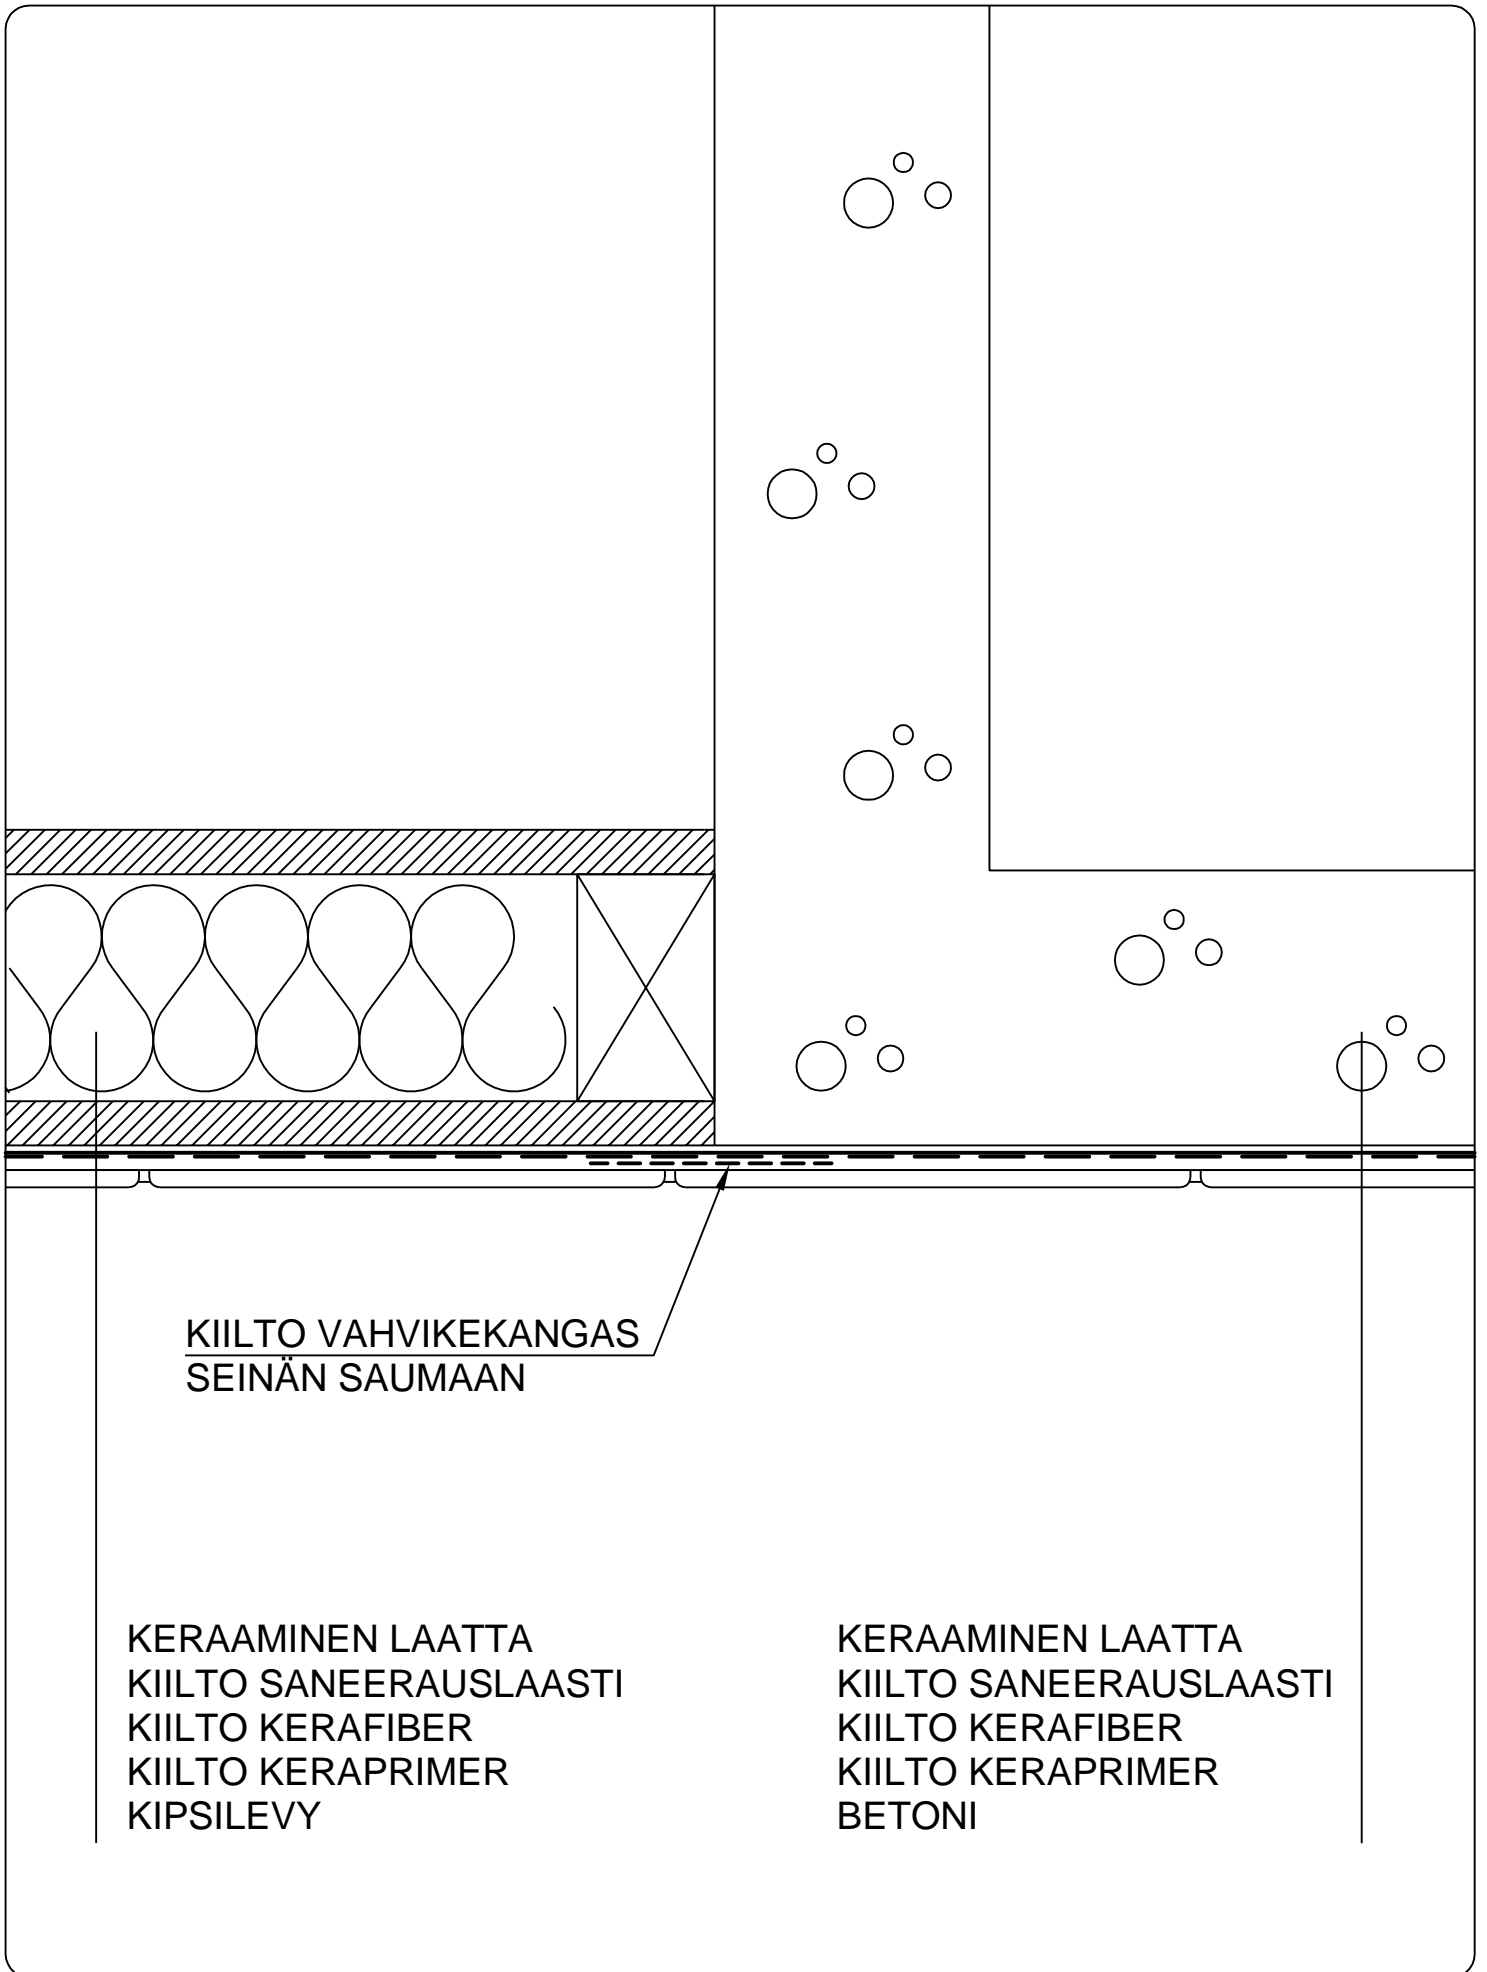 KIILTO VAHVIKEKANGAS
SEINÄN SAUMAAN
KERAAMINEN LAATTA
KIILTO SANEERAUSLAASTI
KIILTO KERAFIBER
KIILTO KERAPRIMER
KIPSILEVY
KERAAMINEN LAATTA
KIILTO SANEERAUSLAASTI
KIILTO KERAFIBER
KIILTO KERAPRIMER
BETONI